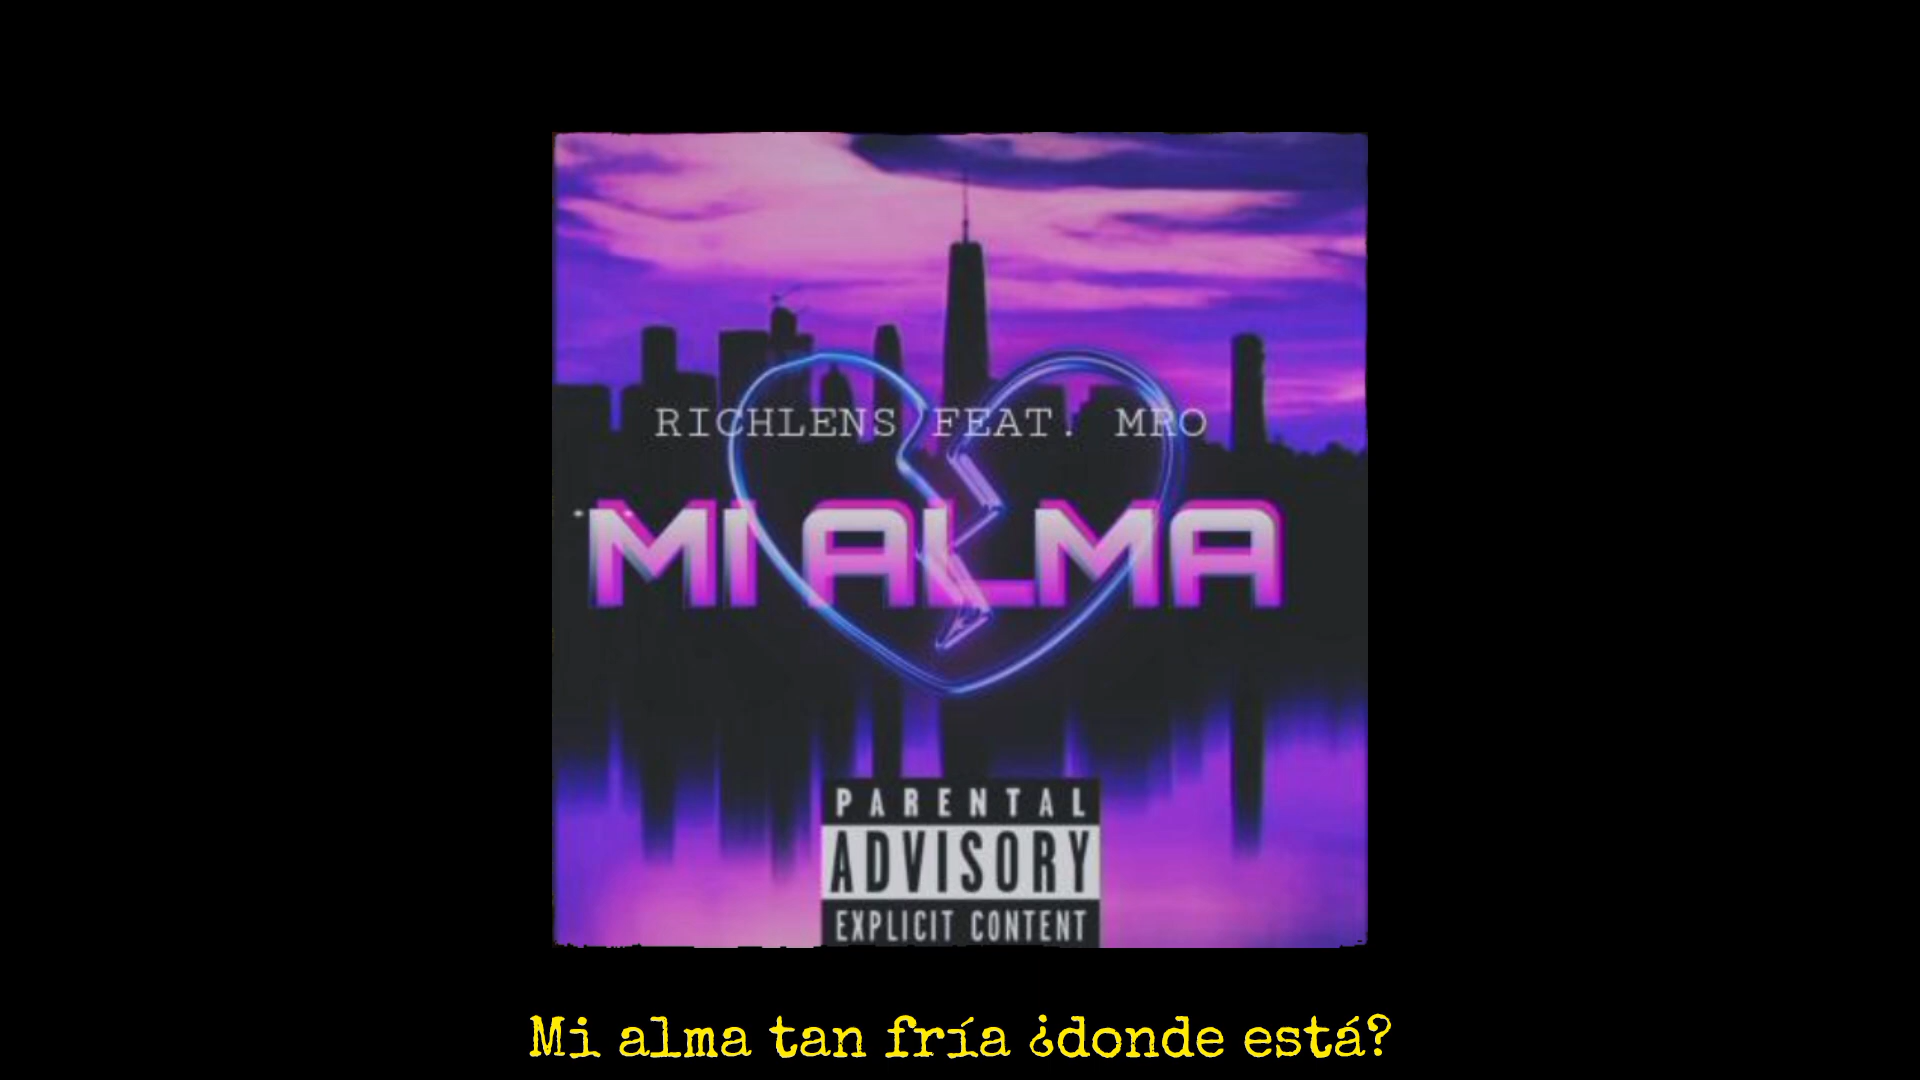 RICHLENS FEAT. MRO
MI ALMA
PARENTAL
ADVISORY
EXPLICIT CONTENT
Mi alma tan fría ¿donde está?